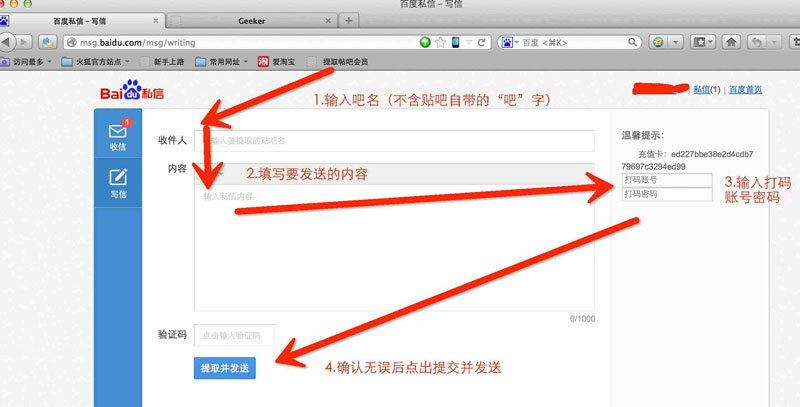 百度私信 – 写信
百度私信 – 写信
Geeker
msg.baidu.com/msg/writing
百度 <⌘K>
访问最多
火狐官方站点
新手上路
常用网址
爱淘宝
提取帖吧会员
Baidu私信
私信(1)
百度首页
1.输入吧名（不含贴吧自带的“吧”字）
1
收信
写信
收件人
输入要提取的贴吧名
内容
2.填写要发送的内容
输入私信内容
0/1000
验证码
点击输入验证码
提取并发送
4.确认无误后点出提交并发送
温馨提示：
充值卡：ed227bbe38e2d4cdb7
79697c3294ed99
打码账号
打码密码
3.输入打码
账号密码